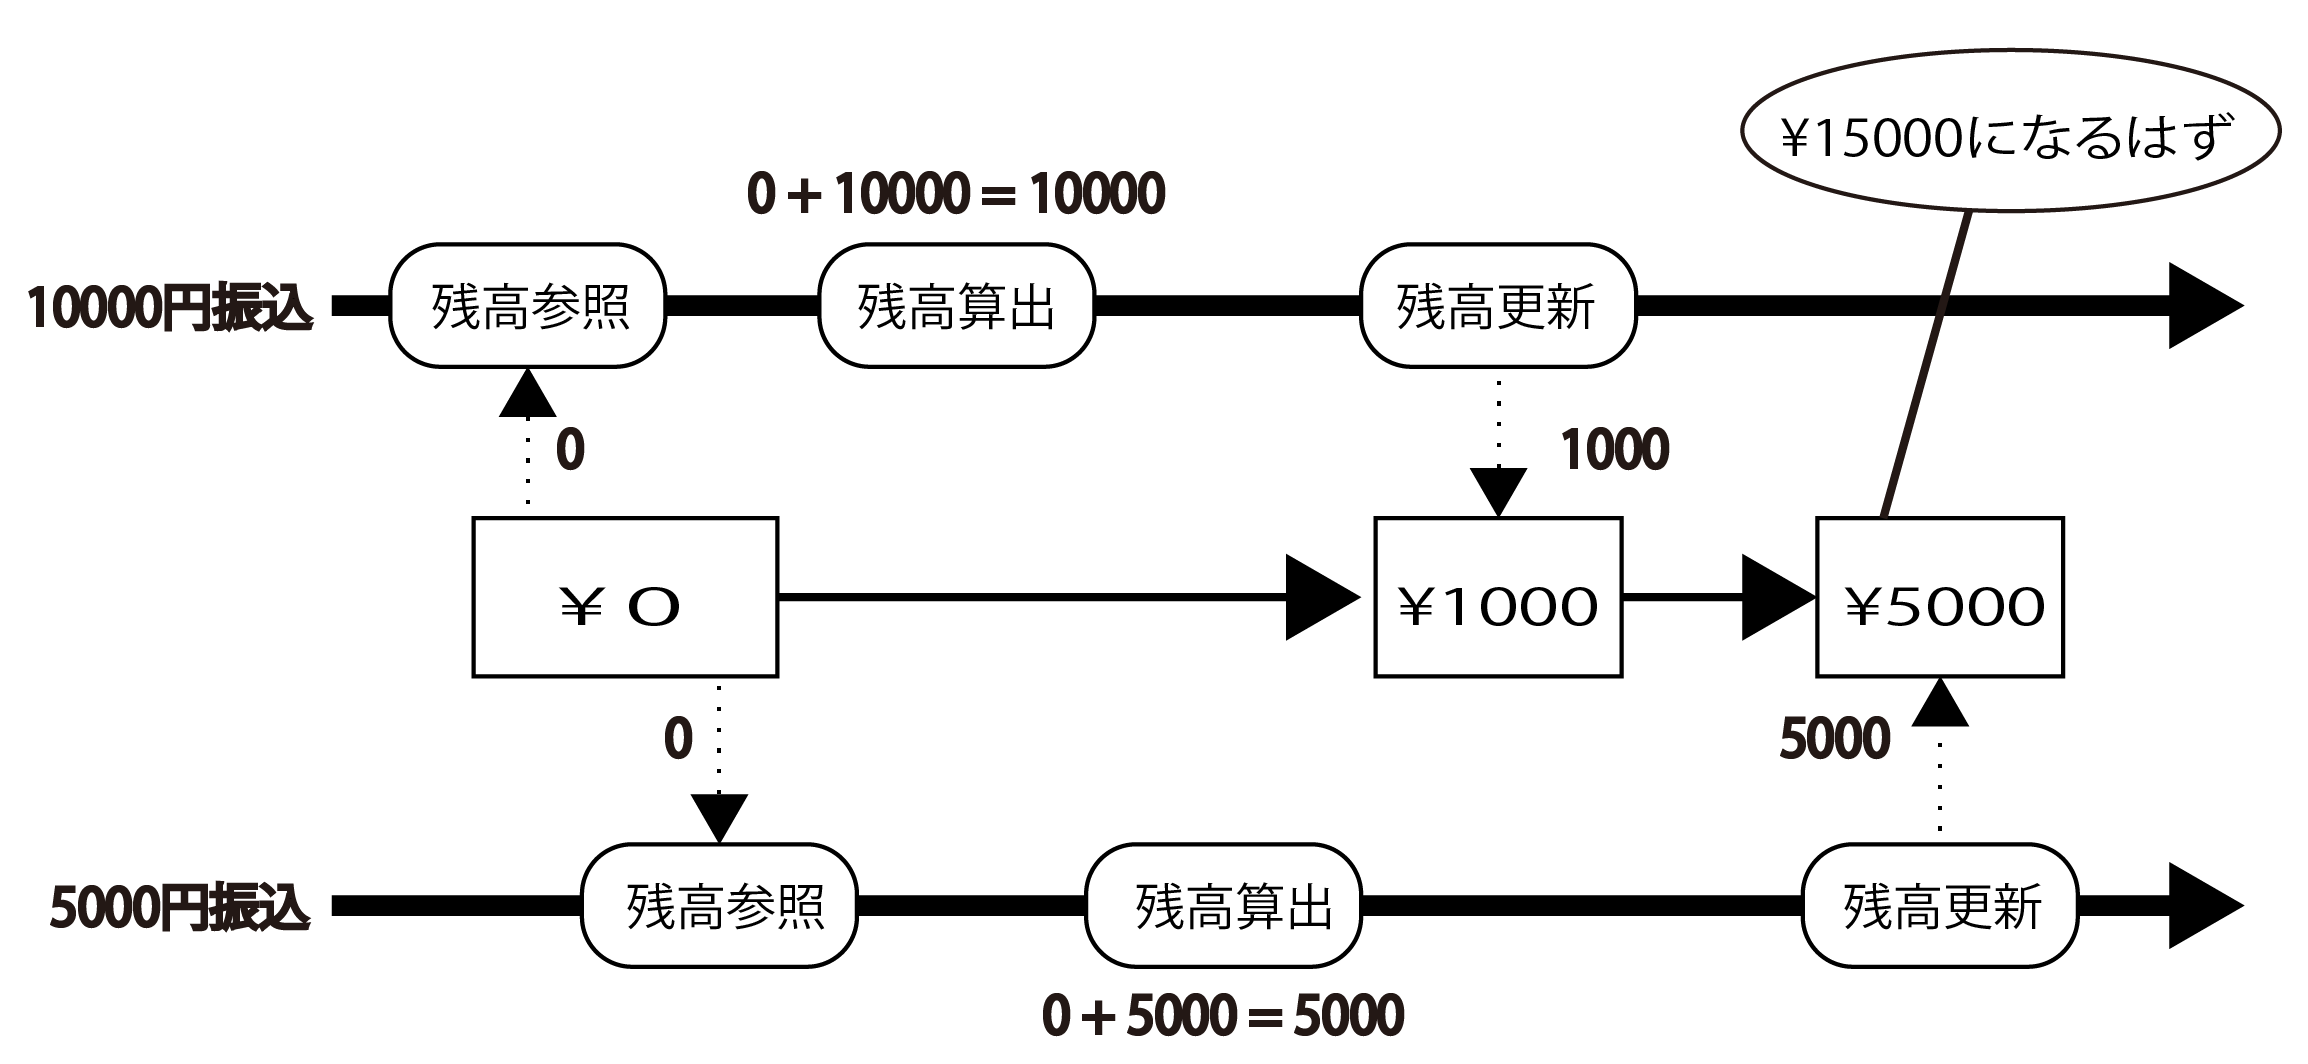 ¥15000になるはず
0 + 10000 = 10000
10000円振込
残高参照
残高算出
残高更新
0
1000
¥ 0
¥1000
¥5000
0
5000
5000円振込
残高参照
残高算出
残高更新
0 + 5000 = 5000